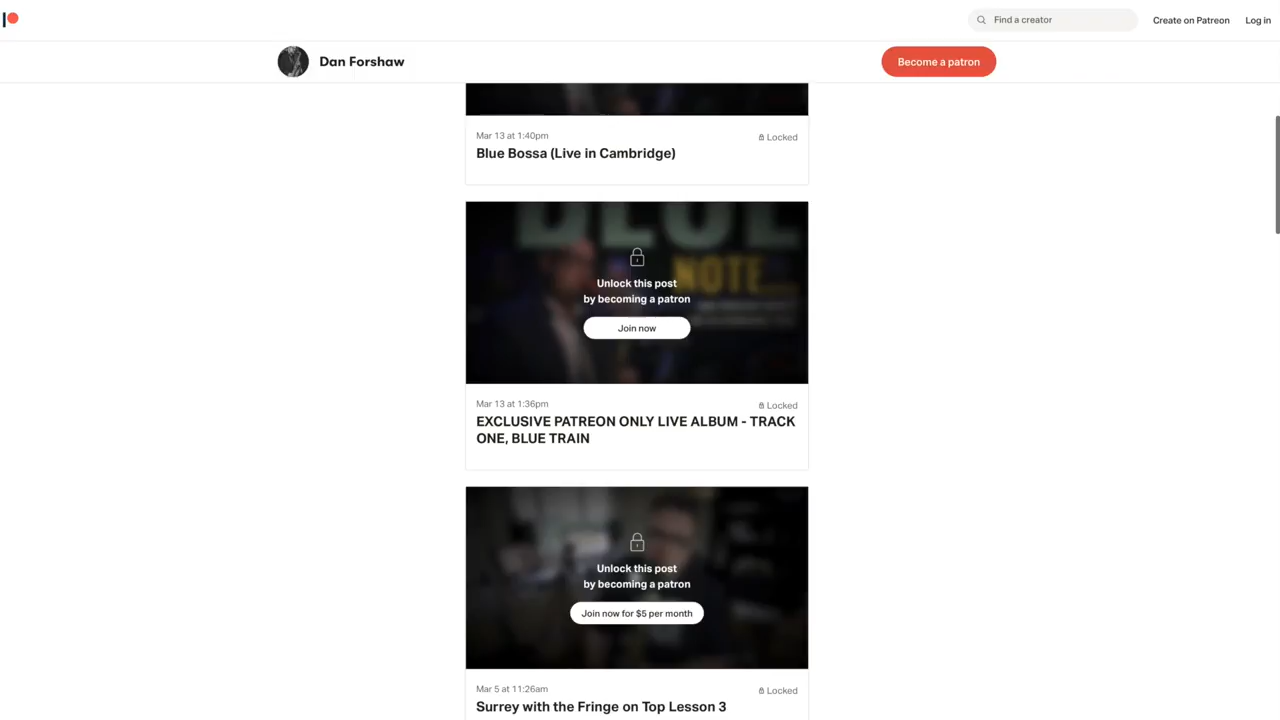 Find a creator
Create on Patreon
Log in
Dan Forshaw
Become a patron
Mar 13 at 1:40pm
Locked
Blue Bossa (Live in Cambridge)
BLUE
NOTE
Unlock this post
by becoming a patron
Join now
Mar 13 at 1:36pm
Locked
EXCLUSIVE PATREON ONLY LIVE ALBUM - TRACK
ONE, BLUE TRAIN
Unlock this post
by becoming a patron
Join now for $5 per month
Mar 5 at 11:26am
Locked
Surrey with the Fringe on Top Lesson 3